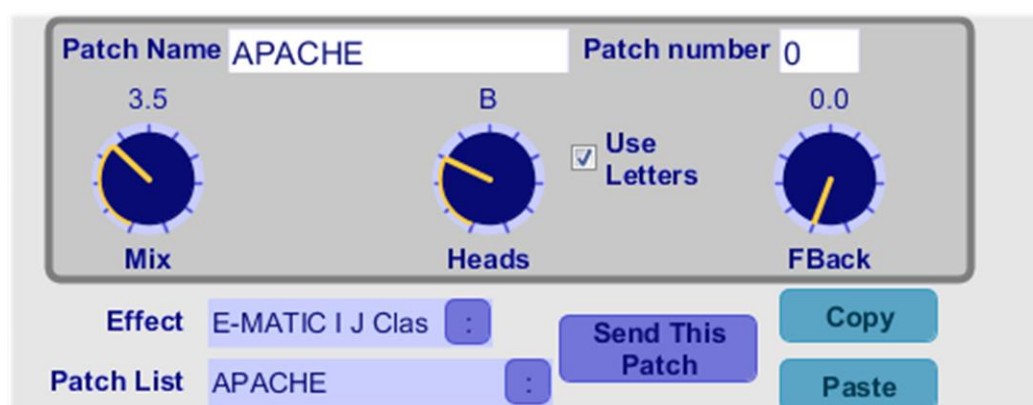 Patch Name APACHE Patch number 0
3.5 B 0.0
Use
Letters
Mix Heads FBack
Effect E-MATIC I J Clas : Copy
Send This
Patch
Patch List APACHE : Paste